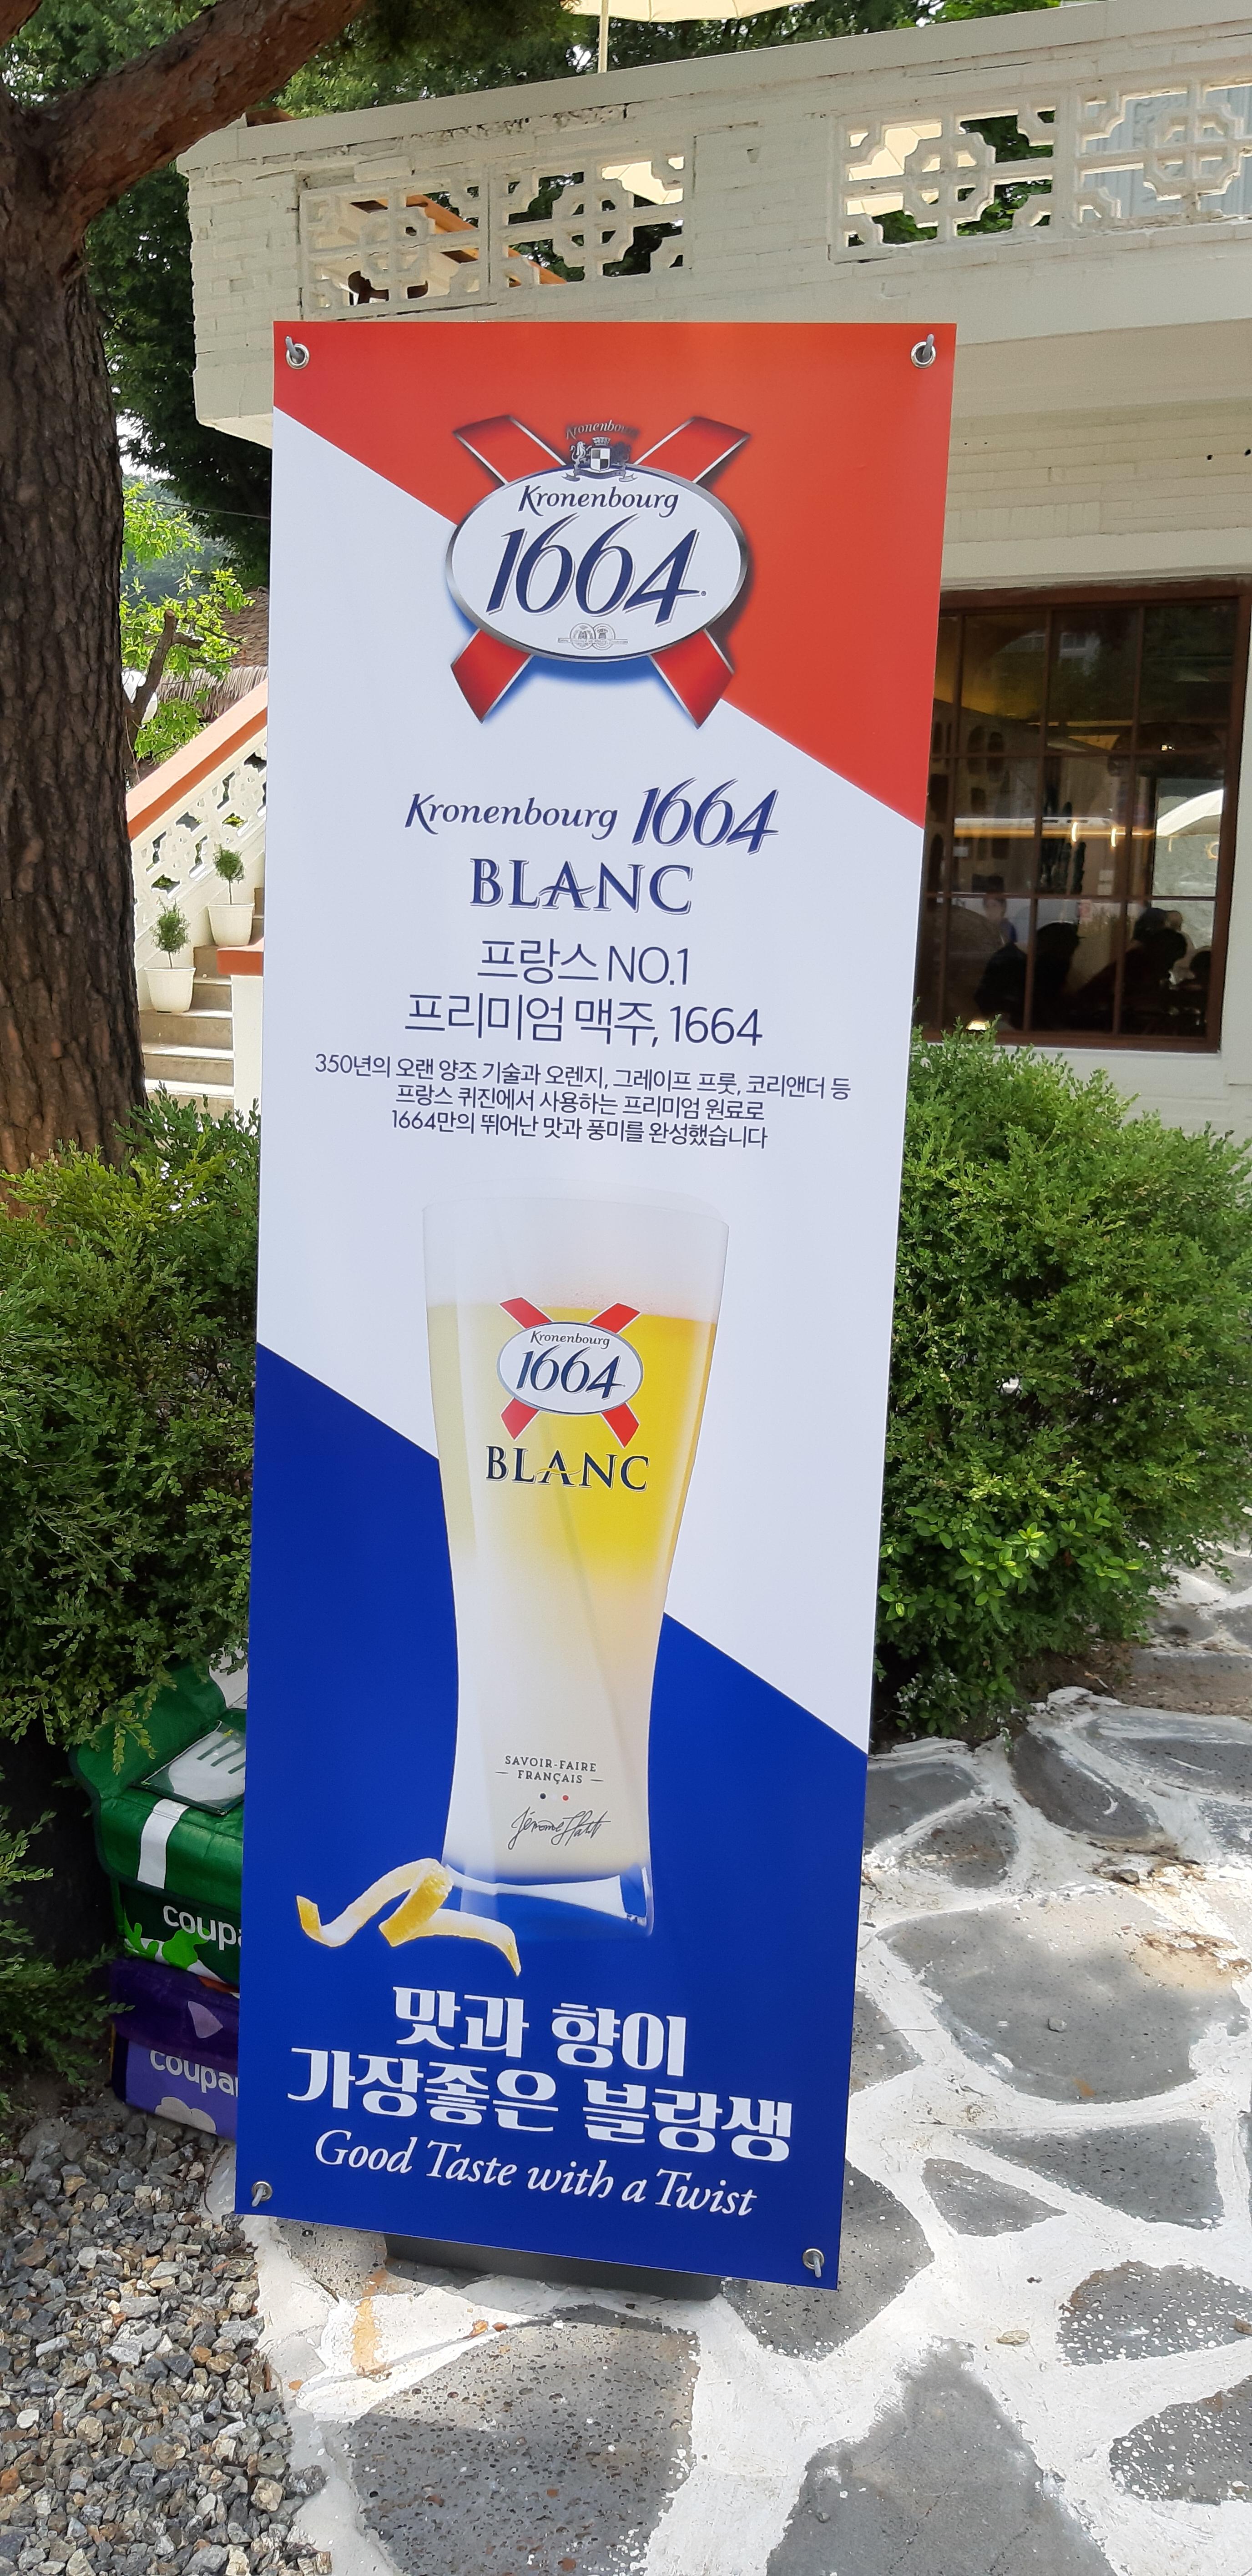 Kronenbourg
Kronenbourg
1664
Kronenbourg 1664
BLANC
프랑스 NO.1
프리미엄 맥주, 1664
350년의 오랜 양조 기술과 오렌지, 그레이프 프룻, 코리앤더 등
프랑스 퀴진에서 사용하는 프리미엄 원료로
1664만의 뛰어난 맛과 풍미를 완성했습니다
Kronenbourg
1664
BLANC
SAVOIR-FAIRE
FRANÇAIS
coupa
coupa
맛과 향이
가장좋은 블랑생
Good Taste with a Twist